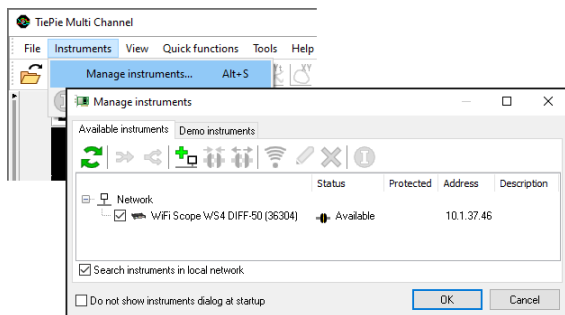 TiePie Multi Channel
File Instruments View Quick functions Tools Help
Manage instruments... Alt+S
Manage instruments
Available instruments Demo instruments
Status Protected Address Description
Network
WiFi Scope WS4 DIFF-50 (36304) Available 10.1.37.46
Search instruments in local network
Do not show instruments dialog at startup OK Cancel